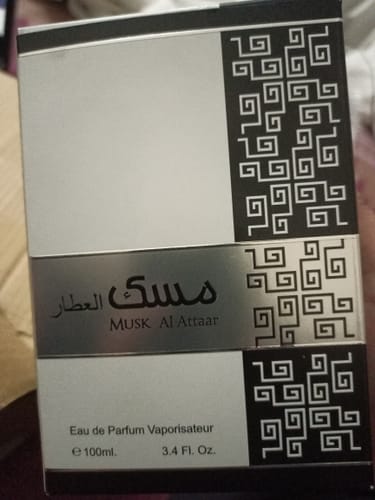 مسك العطار
MUSK Al Attaar
Eau de Parfum Vaporisateur
℮ 100ml. 3.4 Fl. Oz.